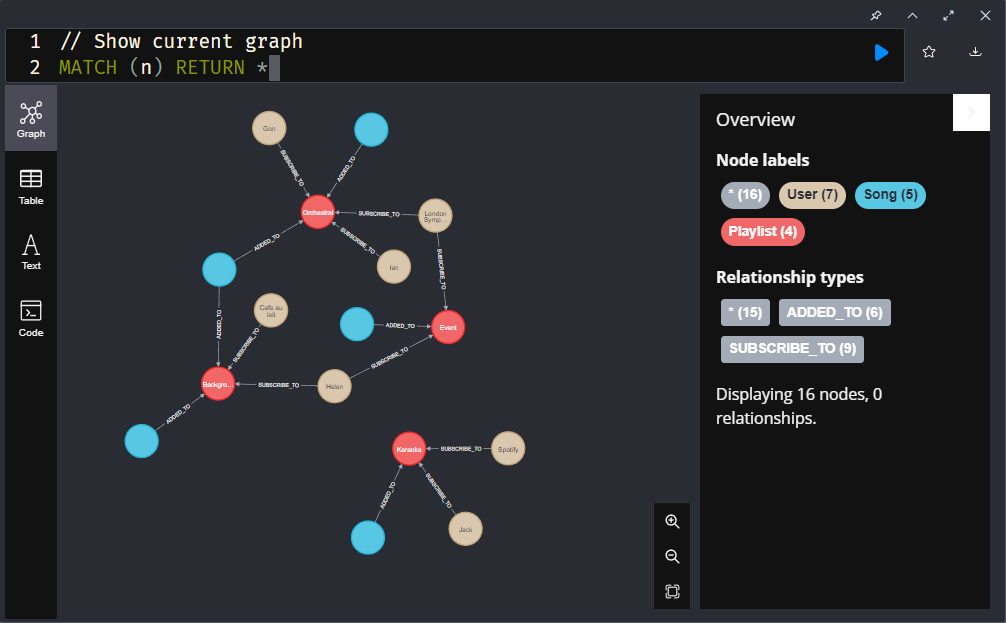 1 // Show current graph
2 MATCH (n) RETURN *
Graph
Table
Text
Code
Gon
SUBSCRIBE_TO
ADDED_TO
Orchestral
SUBSCRIBE_TO
London
Symp...
ADDED_TO
SUBSCRIBE_TO
Ian
SUBSCRIBE_TO
Cafe au
lait
ADDED_TO
SUBSCRIBE_TO
ADDED_TO
Event
SUBSCRIBE_TO
Backgro...
SUBSCRIBE_TO
Helen
ADDED_TO
Karaoke
SUBSCRIBE_TO
Spotify
ADDED_TO
SUBSCRIBE_TO
Jack
Overview
Node labels
* (16)
User (7)
Song (5)
Playlist (4)
Relationship types
* (15)
ADDED_TO (6)
SUBSCRIBE_TO (9)
Displaying 16 nodes, 0
relationships.